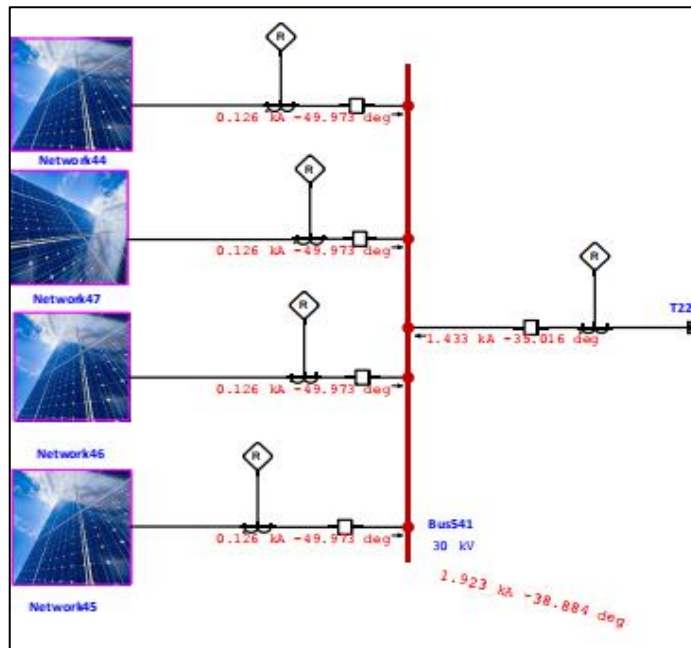 R
0.126 kA -49.973 deg
Network44
R
0.126 kA -49.973 deg
Network47
R
T22
1.433 kA -35.016 deg
R
0.126 kA -49.973 deg
Network46
R
0.126 kA -49.973 deg
Bus541
30 kV
Network45
1.923 kA -38.884 deg